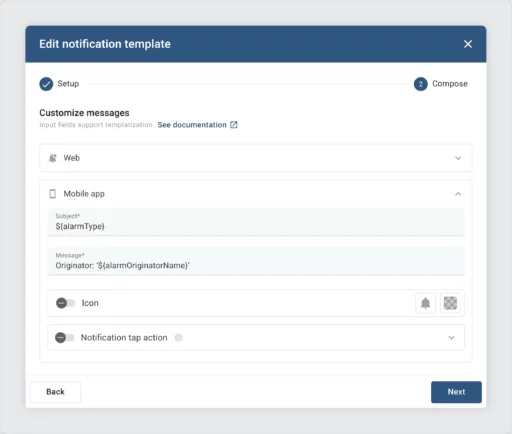 Edit notification template
Setup
2 Compose
Customize messages
Input fields support templatization. See documentation
Web
Mobile app
Subject*
${alarmType}
Message*
Originator: '${alarmOriginatorName}'
Icon
Notification tap action
Back
Next